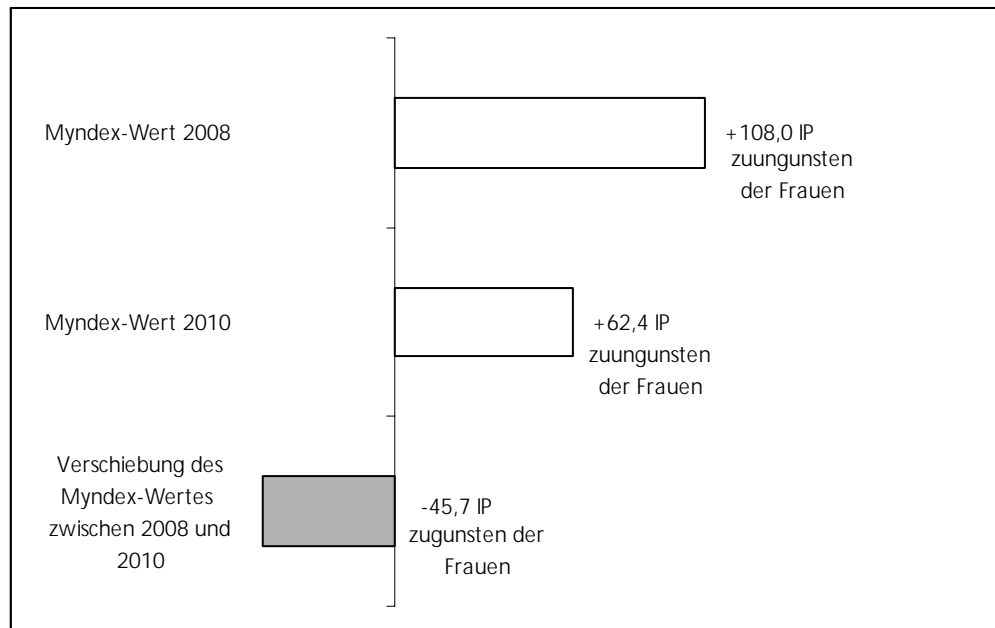 Myndex-Wert 2008
+108,0 IP
zuungunsten
der Frauen
Myndex-Wert 2010
+62,4 IP
zuungunsten
der Frauen
Verschiebung des
Myndex-Wertes
zwischen 2008 und
2010
-45,7 IP
zugunsten der
Frauen